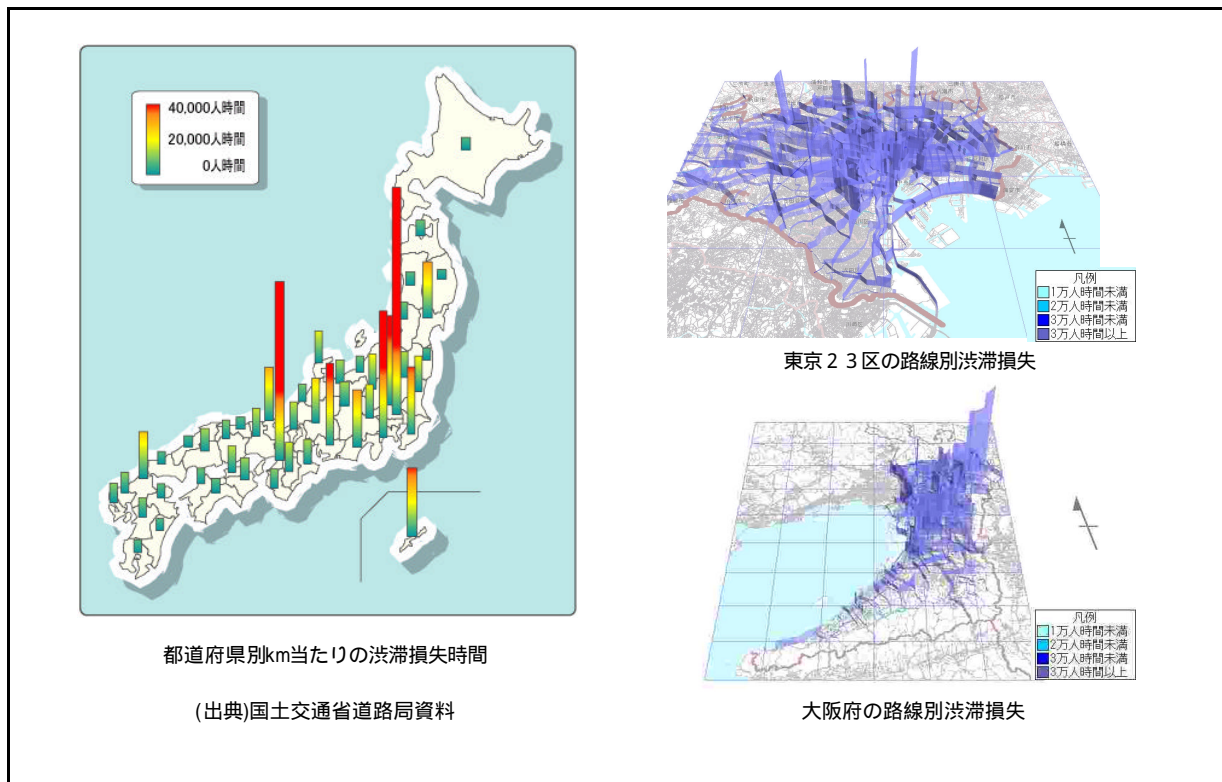 40,000人時間
20,000人時間
0人時間
都道府県別km当たりの渋滞損失時間
(出典)国土交通省道路局資料
凡例
1万人時間未満
2万人時間未満
3万人時間未満
3万人時間以上
東京23区の路線別渋滞損失
凡例
1万人時間未満
2万人時間未満
3万人時間未満
3万人時間以上
大阪府の路線別渋滞損失